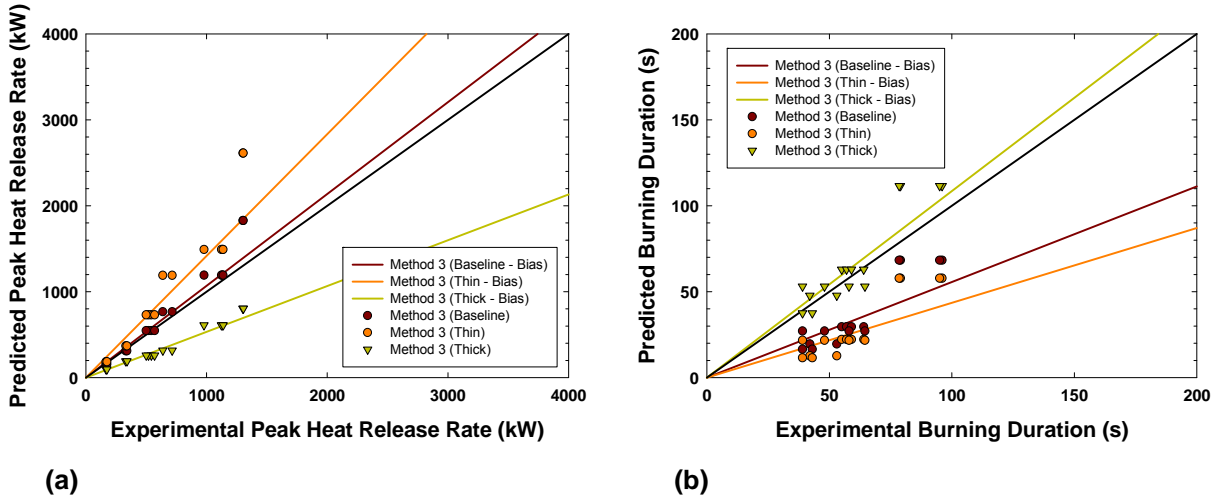 Predicted Peak Heat Release Rate (kW)
4000
3000
2000
1000
0
Method 3 (Baseline - Bias)
Method 3 (Thin - Bias)
Method 3 (Thick - Bias)
Method 3 (Baseline)
Method 3 (Thin)
Method 3 (Thick)
0 1000 2000 3000 4000
Experimental Peak Heat Release Rate (kW)
(a)
Predicted Burning Duration (s)
200
150
100
50
0
Method 3 (Baseline - Bias)
Method 3 (Thin - Bias)
Method 3 (Thick - Bias)
Method 3 (Baseline)
Method 3 (Thin)
Method 3 (Thick)
0 50 100 150 200
Experimental Burning Duration (s)
(b)